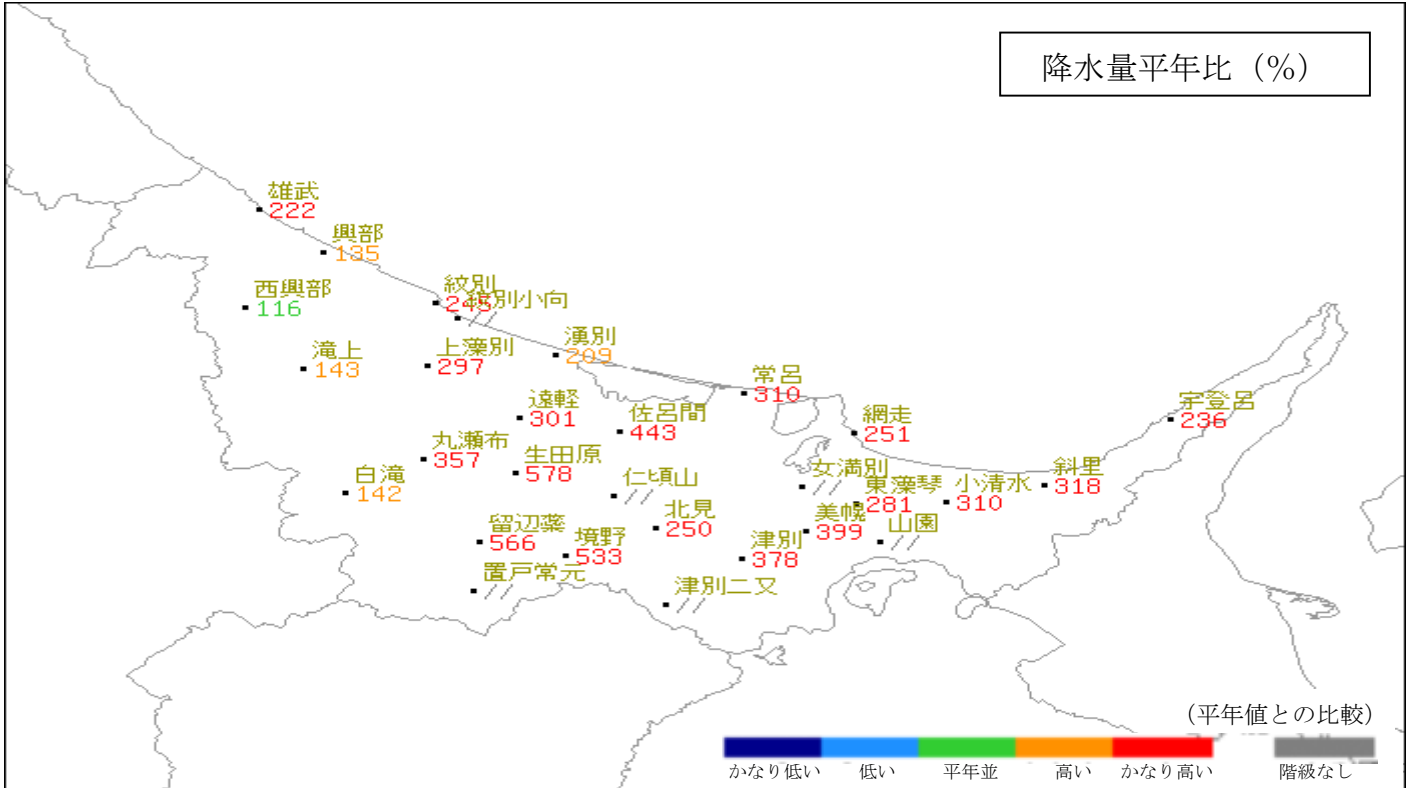 降水量平年比（％）
雄武
222
興部
135
西興部
116
紋別
245
紋別小向
//
滝上
143
上藻別
297
湧別
209
常呂
310
遠軽
301
佐呂間
443
網走
251
宇登呂
236
丸瀬布
357
生田原
578
白滝
142
仁頃山
//
女満別
//
東藻琴
281
小清水
310
斜里
318
留辺蘂
566
境野
533
北見
250
津別
378
美幌
399
山園
//
置戸常元
//
津別二又
//
（平年値との比較）
かなり低い 低い 平年並 高い かなり高い 階級なし